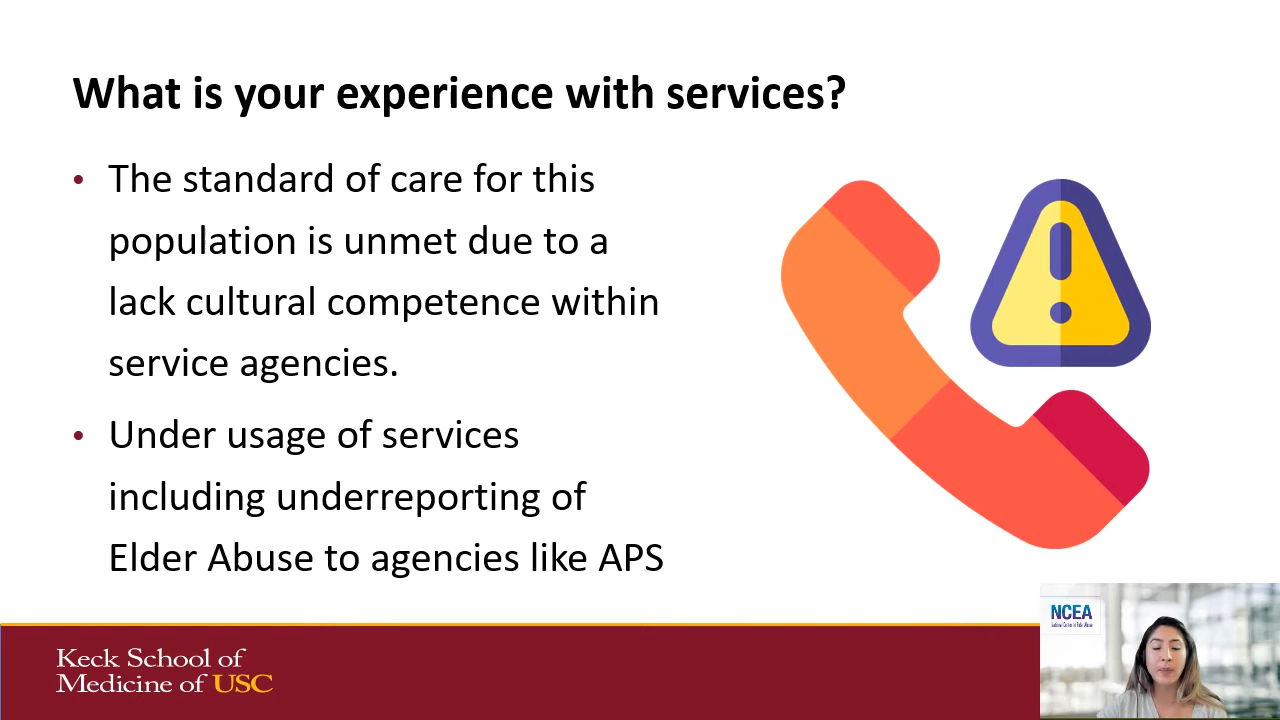 What is your experience with services?
• The standard of care for this
population is unmet due to a
lack cultural competence within
service agencies.
• Under usage of services
including underreporting of
Elder Abuse to agencies like APS
Keck School of
Medicine of USC
NCEA